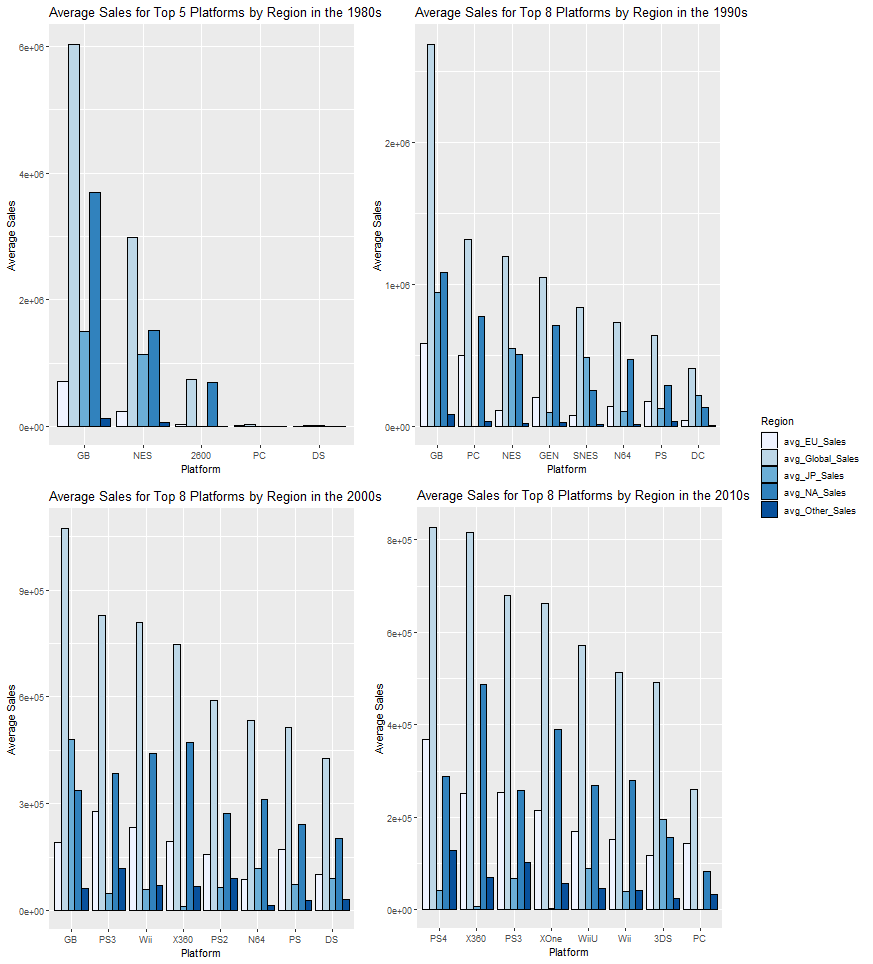 Average Sales for Top 5 Platforms by Region in the 1980s
Average Sales
6e+06
4e+06
2e+06
0e+00
GB NES 2600 PC DS
Platform
Average Sales for Top 8 Platforms by Region in the 1990s
Average Sales
2e+06
1e+06
0e+00
GB PC NES GEN SNES N64 PS DC
Platform
Region
avg_EU_Sales
avg_Global_Sales
avg_JP_Sales
avg_NA_Sales
avg_Other_Sales
Average Sales for Top 8 Platforms by Region in the 2000s
Average Sales
9e+05
6e+05
3e+05
0e+00
GB PS3 Wii X360 PS2 N64 PS DS
Platform
Average Sales for Top 8 Platforms by Region in the 2010s
Average Sales
8e+05
6e+05
4e+05
2e+05
0e+00
PS4 X360 PS3 XOne WiiU Wii 3DS PC
Platform